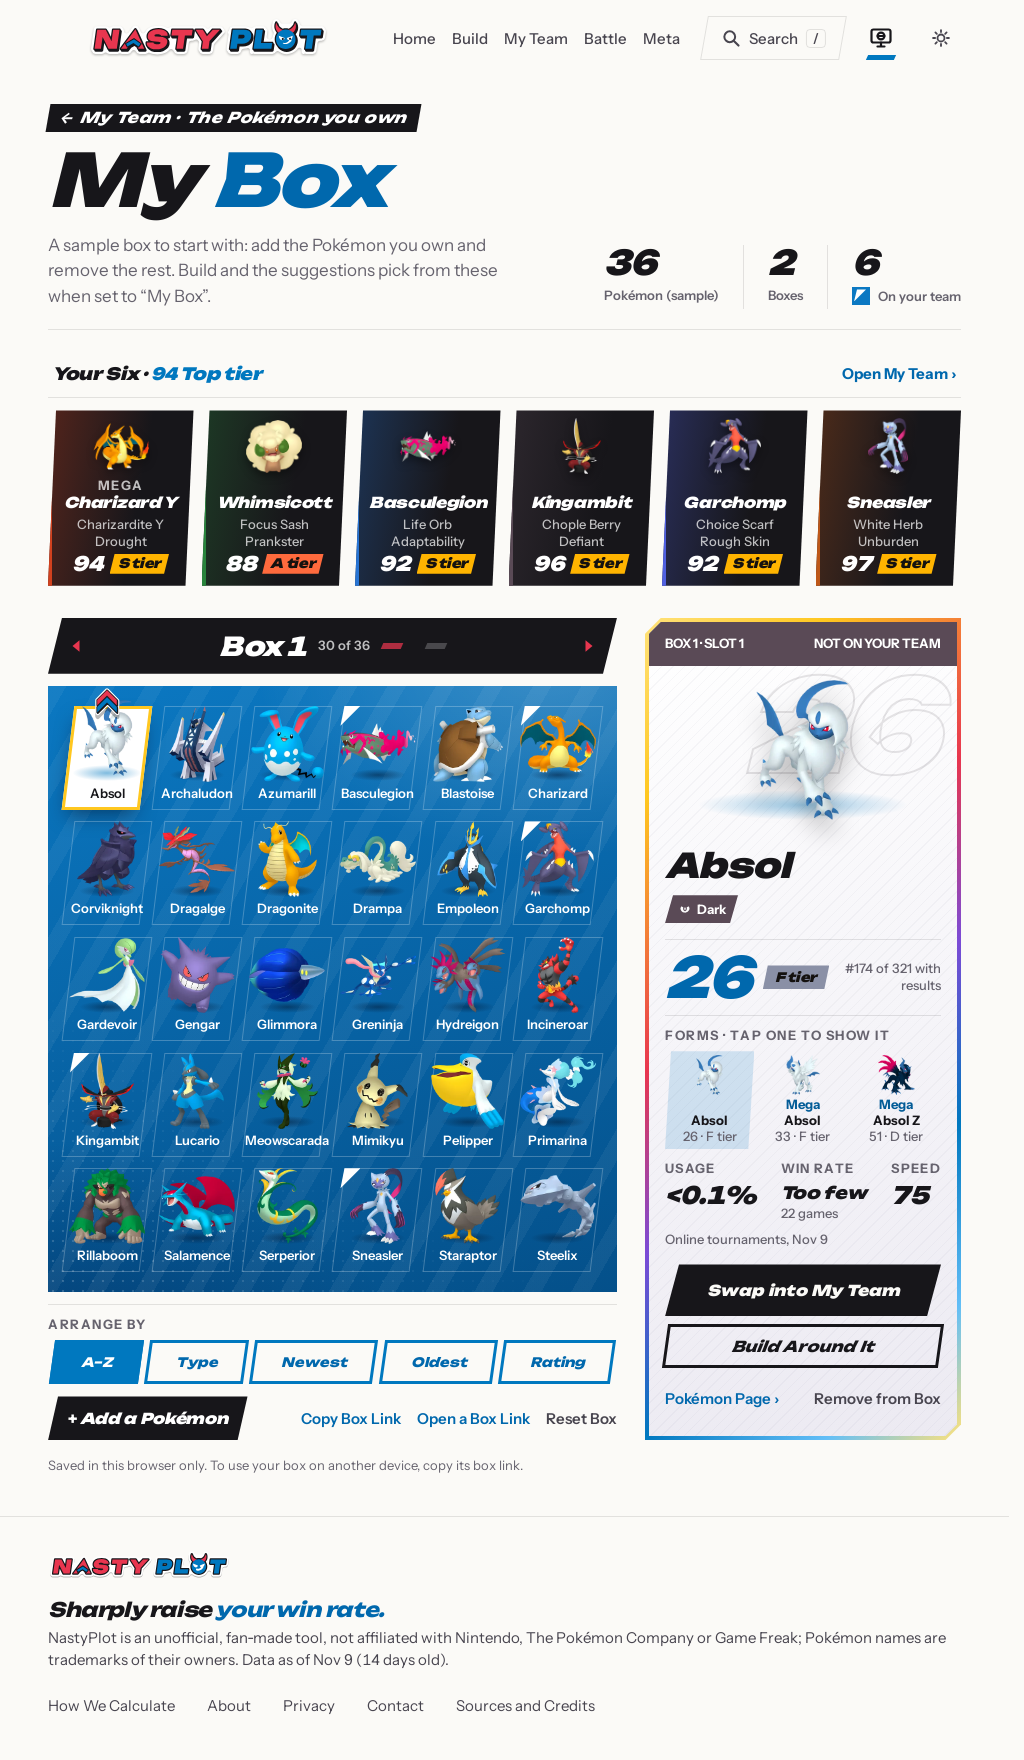 NASTY PLOT
Home Build My Team Battle Meta Search /
← My Team · The Pokémon you own
My Box
A sample box to start with: add the Pokémon you own and
remove the rest. Build and the suggestions pick from these
when set to “My Box”.
36 2 6
Pokémon (sample) Boxes On your team
Your Six · 94 Top tier
Open My Team ›
MEGA
Charizard Y
Charizardite Y
Drought
94 S tier
Whimsicott
Focus Sash
Prankster
88 A tier
Basculegion
Life Orb
Adaptability
92 S tier
Kingambit
Chople Berry
Defiant
96 S tier
Garchomp
Choice Scarf
Rough Skin
92 S tier
Sneasler
White Herb
Unburden
97 S tier
Box 1 30 of 36
Absol Archaludon Azumarill Basculegion Blastoise Charizard
Corviknight Dragalge Dragonite Drampa Empoleon Garchomp
Gardevoir Gengar Glimmora Greninja Hydreigon Incineroar
Kingambit Lucario Meowscarada Mimikyu Pelipper Primarina
Rillaboom Salamence Serperior Sneasler Staraptor Steelix
ARRANGE BY
A–Z Type Newest Oldest Rating
+ Add a Pokémon
Copy Box Link Open a Box Link Reset Box
Saved in this browser only. To use your box on another device, copy its box link.
BOX 1 · SLOT 1 NOT ON YOUR TEAM
26
Absol
Dark
26 F tier
#174 of 321 with
results
FORMS · TAP ONE TO SHOW IT
Absol
26 · F tier
Mega
Absol
33 · F tier
Mega
Absol Z
51 · D tier
USAGE WIN RATE SPEED
<0.1% Too few 75
22 games
Online tournaments, Nov 9
Swap into My Team
Build Around It
Pokémon Page › Remove from Box
NASTY PLOT
Sharply raise your win rate.
NastyPlot is an unofficial, fan-made tool, not affiliated with Nintendo, The Pokémon Company or Game Freak; Pokémon names are
trademarks of their owners. Data as of Nov 9 (14 days old).
How We Calculate About Privacy Contact Sources and Credits